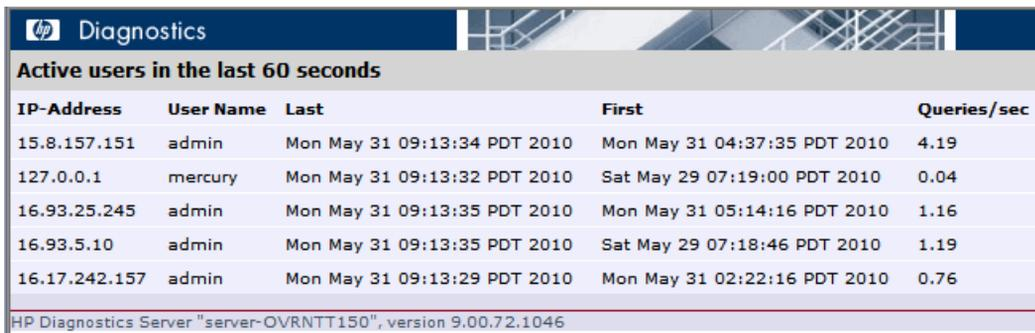 hp Diagnostics
Active users in the last 60 seconds
IP-Address User Name Last First Queries/sec
15.8.157.151 admin Mon May 31 09:13:34 PDT 2010 Mon May 31 04:37:35 PDT 2010 4.19
127.0.0.1 mercury Mon May 31 09:13:32 PDT 2010 Sat May 29 07:19:00 PDT 2010 0.04
16.93.25.245 admin Mon May 31 09:13:35 PDT 2010 Mon May 31 05:14:16 PDT 2010 1.16
16.93.5.10 admin Mon May 31 09:13:35 PDT 2010 Sat May 29 07:18:46 PDT 2010 1.19
16.17.242.157 admin Mon May 31 09:13:29 PDT 2010 Mon May 31 02:22:16 PDT 2010 0.76
HP Diagnostics Server "server-OVRNTT150", version 9.00.72.1046